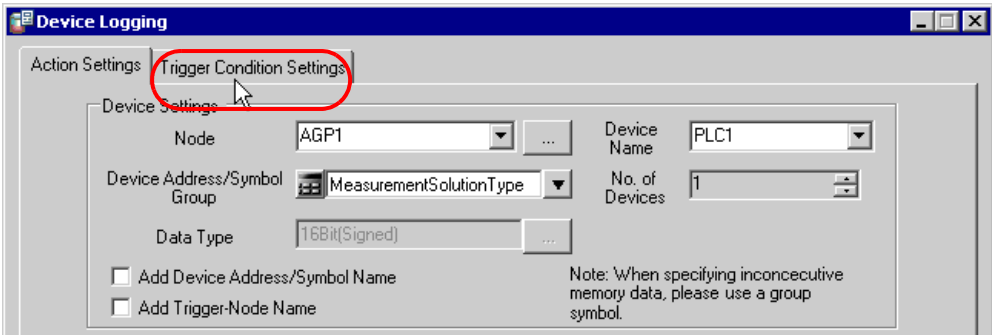 Device Logging
Action Settings
Trigger Condition Settings
Device Settings
Node
AGP1
...
Device
Name
PLC1
Device Address/Symbol
Group
MeasurementSolutionType
No. of
Devices
1
Data Type
16Bit(Signed)
...
Add Device Address/Symbol Name
Add Trigger-Node Name
Note: When specifying inconcecutive
memory data, please use a group
symbol.